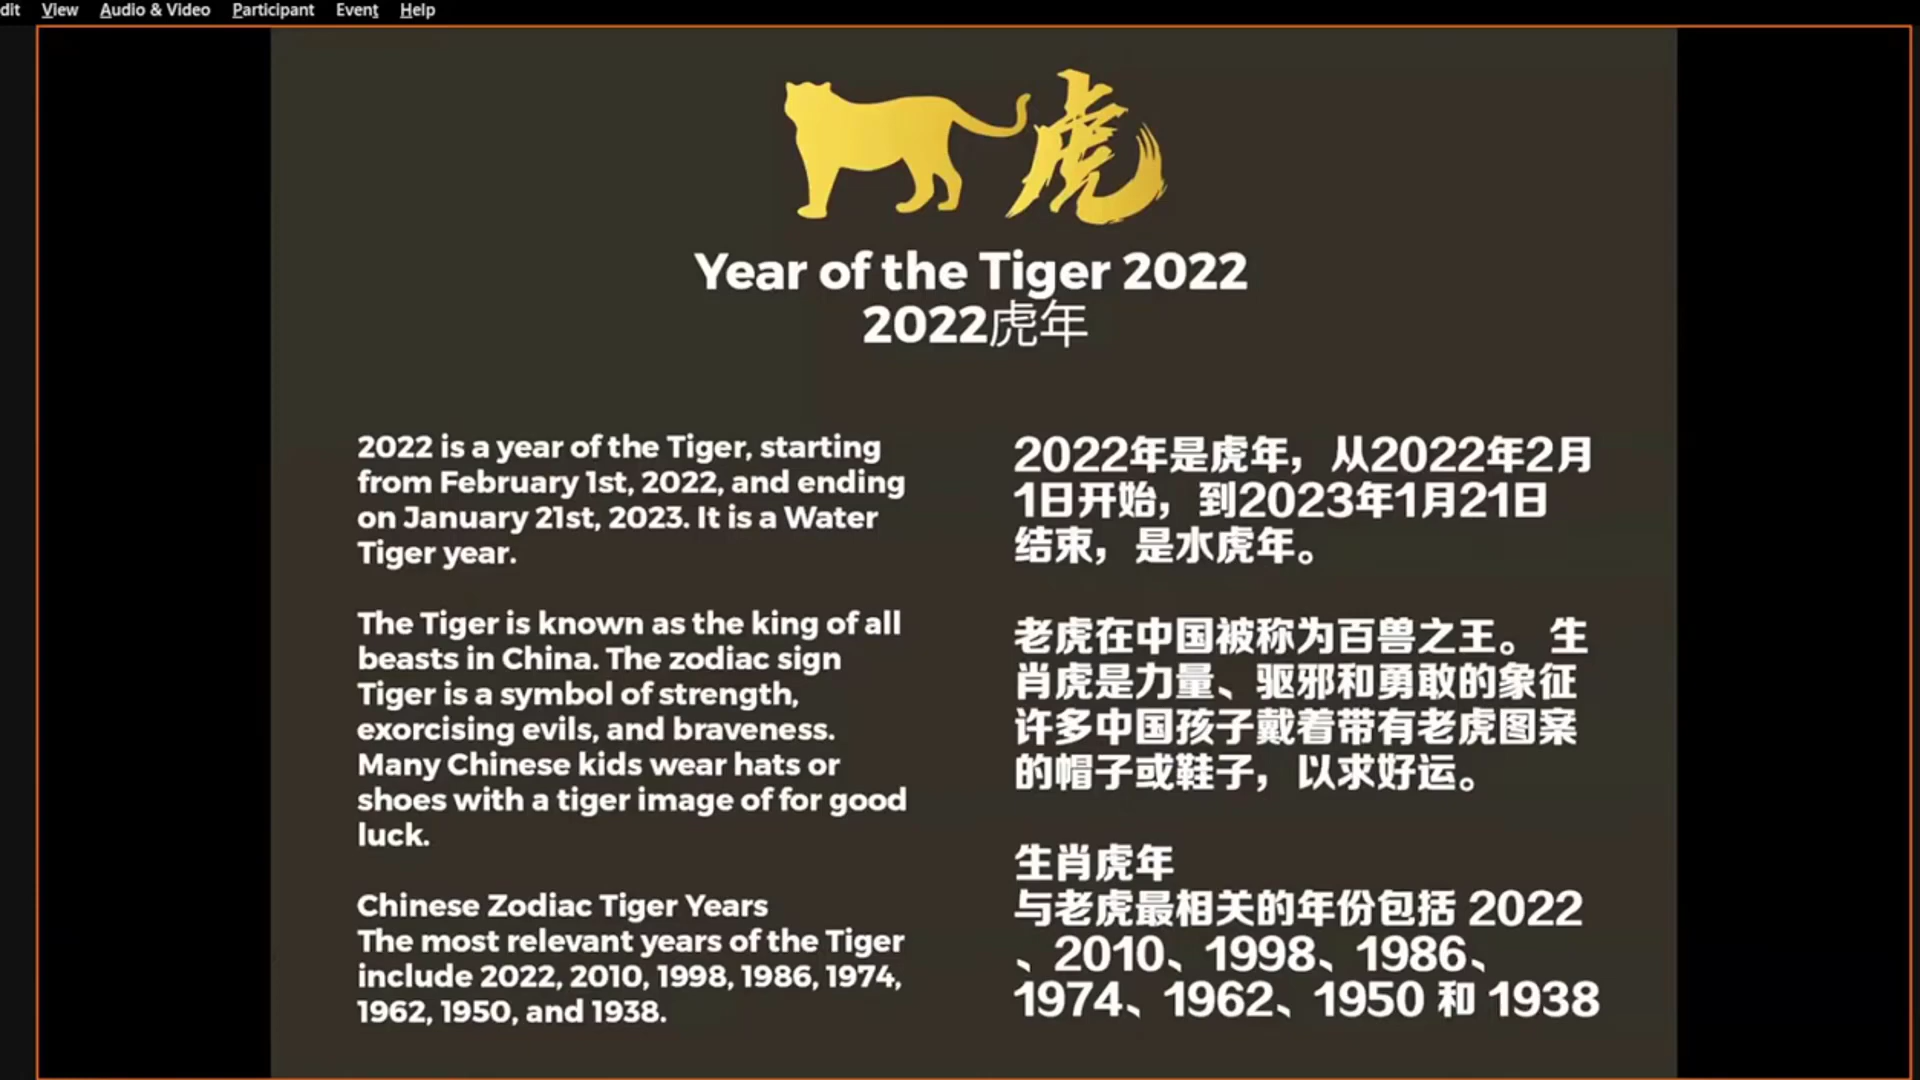 dit View Audio & Video Participant Event Help
虎
Year of the Tiger 2022
2022虎年
2022 is a year of the Tiger, starting
from February 1st, 2022, and ending
on January 21st, 2023. It is a Water
Tiger year.
The Tiger is known as the king of all
beasts in China. The zodiac sign
Tiger is a symbol of strength,
exorcising evils, and braveness.
Many Chinese kids wear hats or
shoes with a tiger image of for good
luck.
Chinese Zodiac Tiger Years
The most relevant years of the Tiger
include 2022, 2010, 1998, 1986, 1974,
1962, 1950, and 1938.
2022年是虎年，从2022年2月
1日开始，到2023年1月21日
结束，是水虎年。
老虎在中国被称为百兽之王。 生
肖虎是力量、驱邪和勇敢的象征
许多中国孩子戴着带有老虎图案
的帽子或鞋子，以求好运。
生肖虎年
与老虎最相关的年份包括 2022
、2010、1998、1986、
1974、1962、1950 和 1938